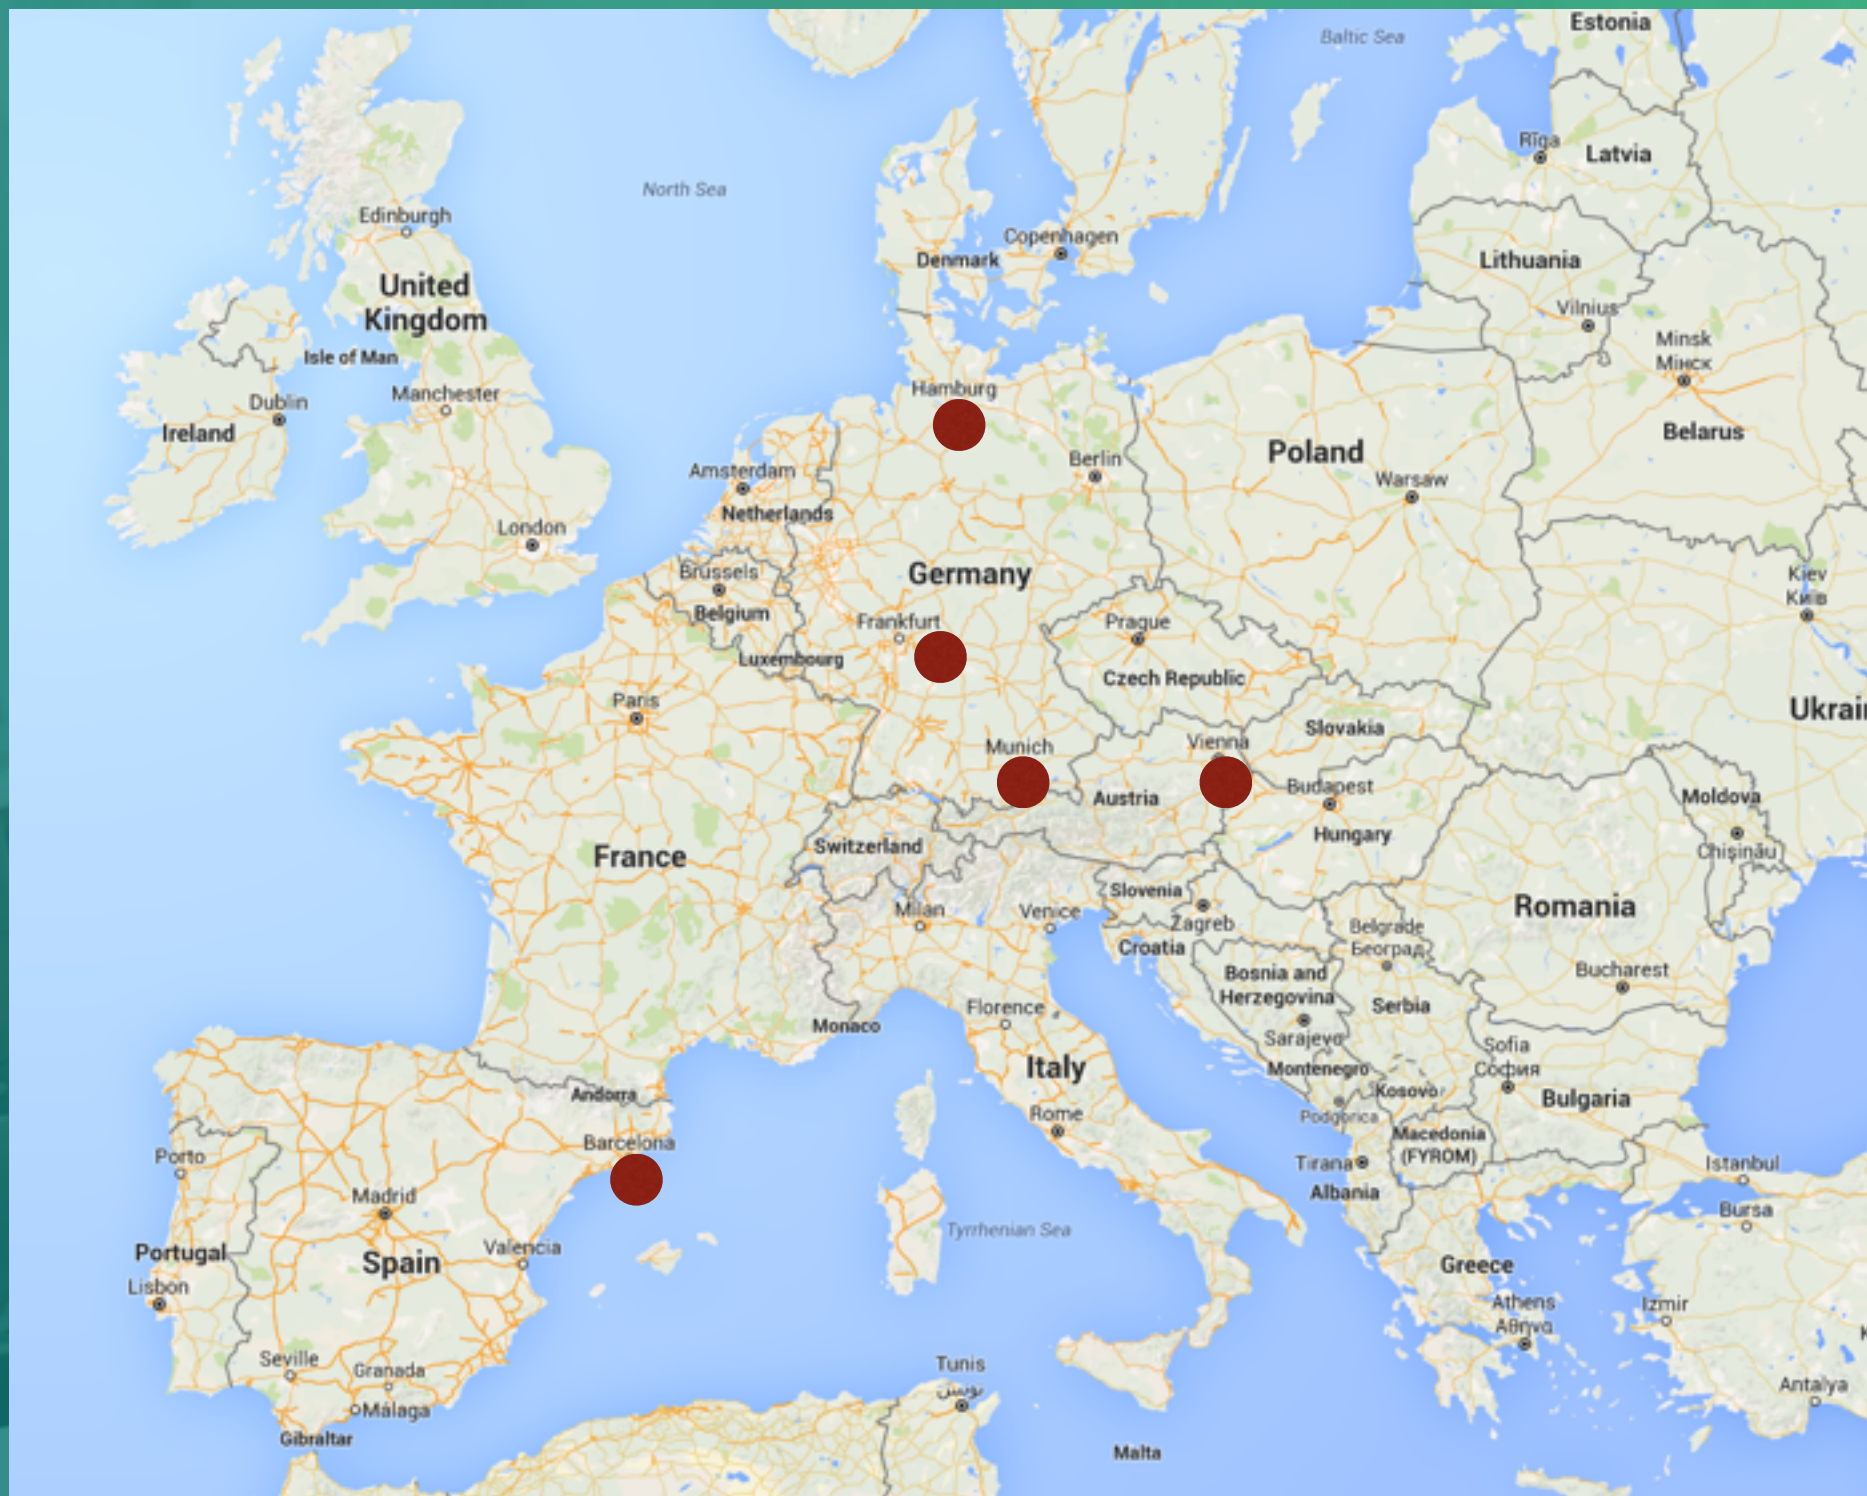 Estonia
Baltic Sea
Rīga
Latvia
North Sea
Edinburgh
Copenhagen
Denmark
Lithuania
United
Kingdom
Vilnius
Minsk
Мінск
Isle of Man
Hamburg
Manchester
Dublin
Ireland
Belarus
Poland
Berlin
Amsterdam
Warsaw
Netherlands
London
Germany
Brussels
Kiev
Київ
Belgium
Frankfurt
Prague
Luxembourg
Czech Republic
Paris
Ukrain
Slovakia
Munich
Vienna
Budapest
Austria
Moldova
Hungary
Switzerland
France
Chișinău
Slovenia
Milan
Venice
Zagreb
Romania
Belgrade
Београд
Croatia
Bosnia and
Herzegovina
Bucharest
Florence
Serbia
Monaco
Sarajevo
Sofia
София
Italy
Montenegro
Kosovo
Andorra
Bulgaria
Rome
Podgorica
Macedonia
(FYROM)
Barcelona
Porto
Tirana
Istanbul
Madrid
Albania
Bursa
Tyrrhenian Sea
Portugal
Valencia
Spain
Greece
Lisbon
Athens
Αθήνα
Izmir
Seville
Granada
Tunis
تونس
Antalya
Málaga
Gibraltar
Malta